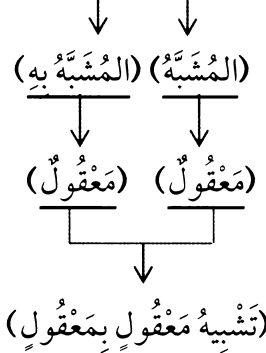 (المُشَبَّهُ) (المُشَبَّهُ بِهِ)
(مَعْقُولٌ) (مَعْقُولٌ)
(تَشْبِيهُ مَعْقُولٍ بِمَعْقُولٍ)